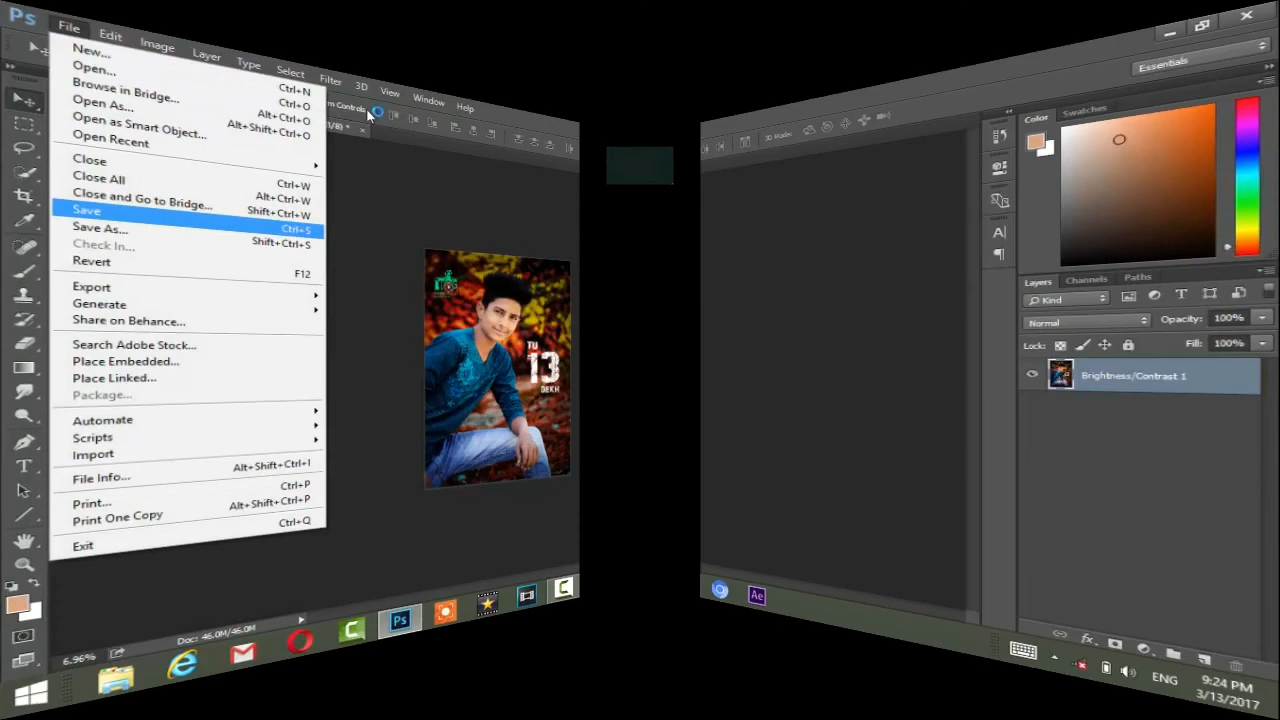 Ps
File Edit Image Layer Type Select Filter 3D View Window Help
New... Ctrl+N
Open... Ctrl+O
Browse in Bridge... Alt+Ctrl+O
Open As... Alt+Shift+Ctrl+O
Open as Smart Object...
Open Recent
Close Ctrl+W
Close All Alt+Ctrl+W
Close and Go to Bridge... Shift+Ctrl+W
Save Ctrl+S
Save As... Shift+Ctrl+S
Check In...
Revert F12
Export
Generate
Share on Behance...
Search Adobe Stock...
Place Embedded...
Place Linked...
Package...
Automate
Scripts
Import
File Info... Alt+Shift+Ctrl+I
Print... Ctrl+P
Print One Copy Alt+Shift+Ctrl+P
Exit Ctrl+Q
Controls
TU
13
DEKH
6.96%
Doc: 46.0M/46.0M
Ps
Essentials
3D Mode:
Color Swatches
Layers Channels Paths
Kind
Normal Opacity: 100%
Lock: Fill: 100%
Brightness/Contrast 1
fx
Ae
ENG
9:24 PM
3/13/2017